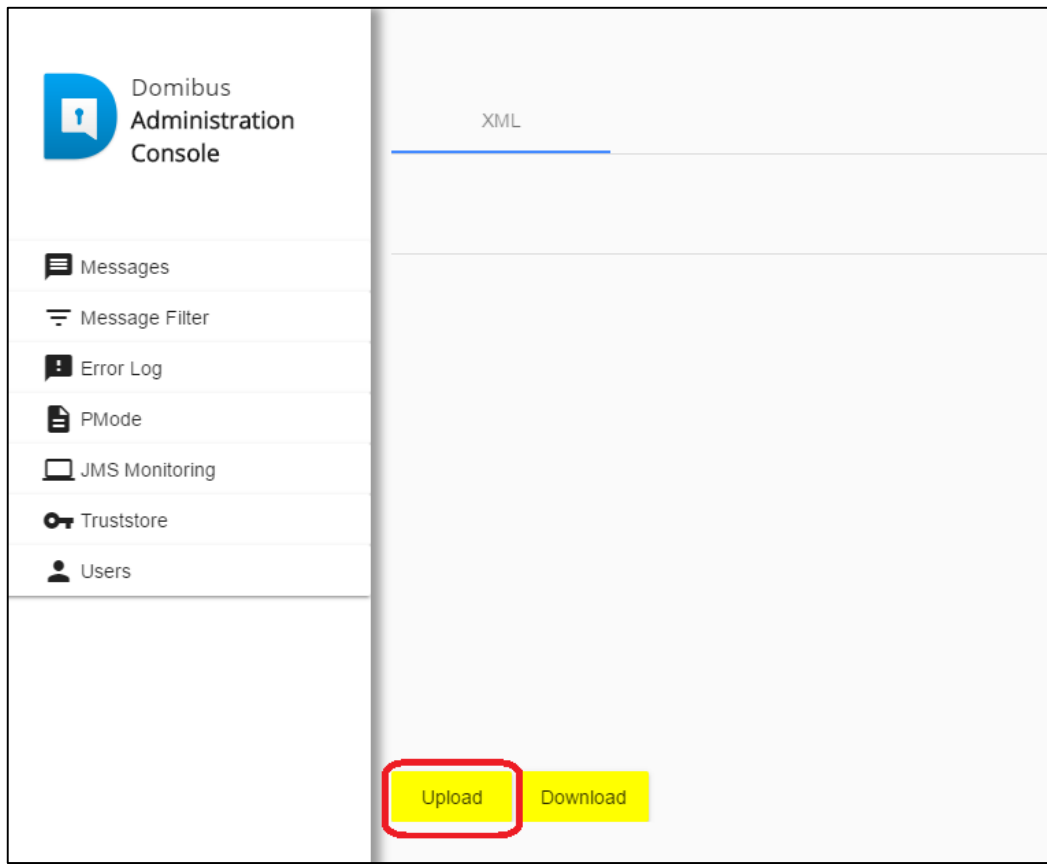 Domibus
Administration
Console
XML
Messages
Message Filter
Error Log
PMode
JMS Monitoring
Truststore
Users
Upload
Download